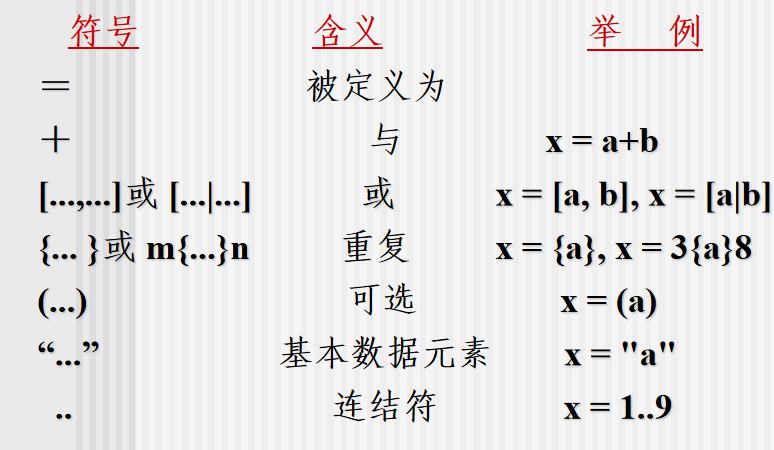 符号 含义 举 例
＝ 被定义为
＋ 与 x = a+b
[...,...]或 [...|...] 或 x = [a, b], x = [a|b]
{... }或 m{...}n 重复 x = {a}, x = 3{a}8
(...) 可选 x = (a)
“...” 基本数据元素 x = "a"
.. 连结符 x = 1..9